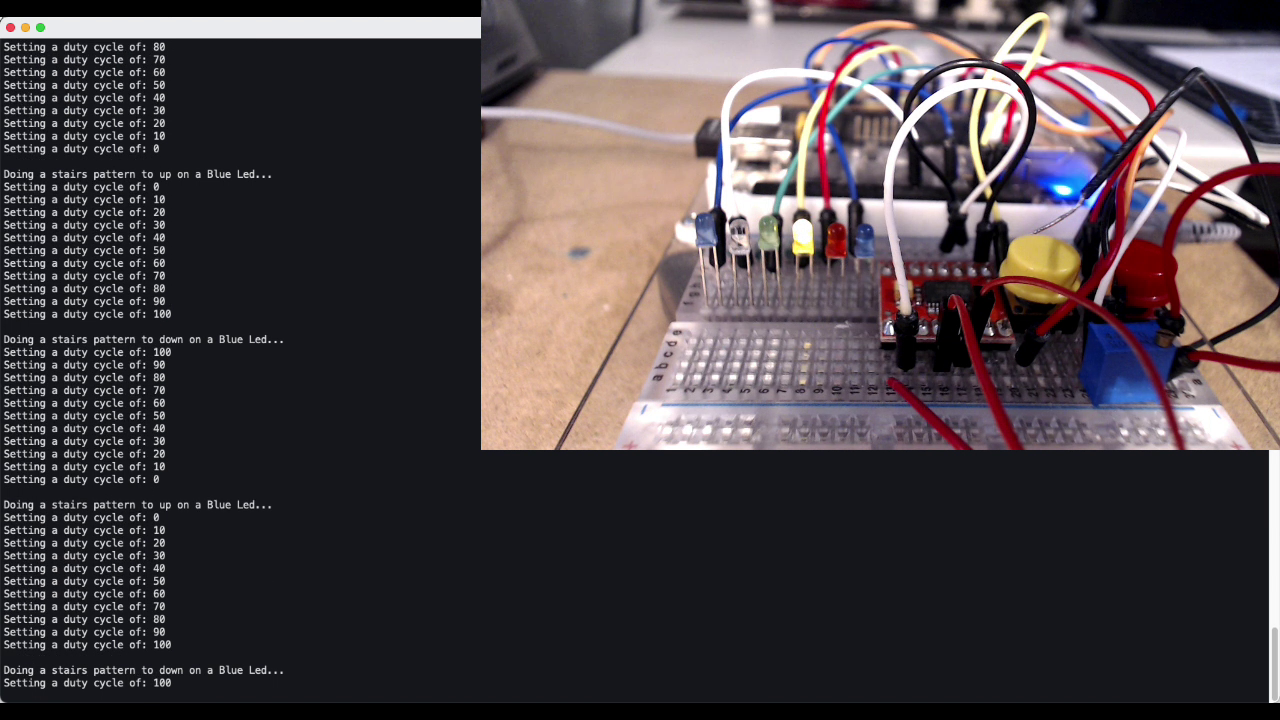 Setting a duty cycle of: 80
Setting a duty cycle of: 70
Setting a duty cycle of: 60
Setting a duty cycle of: 50
Setting a duty cycle of: 40
Setting a duty cycle of: 30
Setting a duty cycle of: 20
Setting a duty cycle of: 10
Setting a duty cycle of: 0
Doing a stairs pattern to up on a Blue Led...
Setting a duty cycle of: 0
Setting a duty cycle of: 10
Setting a duty cycle of: 20
Setting a duty cycle of: 30
Setting a duty cycle of: 40
Setting a duty cycle of: 50
Setting a duty cycle of: 60
Setting a duty cycle of: 70
Setting a duty cycle of: 80
Setting a duty cycle of: 90
Setting a duty cycle of: 100
Doing a stairs pattern to down on a Blue Led...
Setting a duty cycle of: 100
Setting a duty cycle of: 90
Setting a duty cycle of: 80
Setting a duty cycle of: 70
Setting a duty cycle of: 60
Setting a duty cycle of: 50
Setting a duty cycle of: 40
Setting a duty cycle of: 30
Setting a duty cycle of: 20
Setting a duty cycle of: 10
Setting a duty cycle of: 0
Doing a stairs pattern to up on a Blue Led...
Setting a duty cycle of: 0
Setting a duty cycle of: 10
Setting a duty cycle of: 20
Setting a duty cycle of: 30
Setting a duty cycle of: 40
Setting a duty cycle of: 50
Setting a duty cycle of: 60
Setting a duty cycle of: 70
Setting a duty cycle of: 80
Setting a duty cycle of: 90
Setting a duty cycle of: 100
Doing a stairs pattern to down on a Blue Led...
Setting a duty cycle of: 100
a b c d e
1 2 3 4 5 6 7 8 9 10 11 12